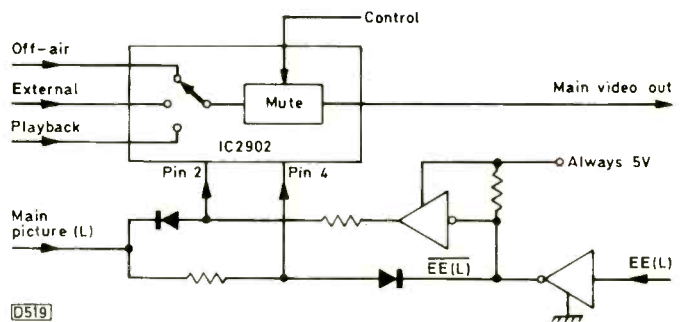 Control
Off-air
External
Mute
Main video out
Playback
IC2902
Pin 2
Pin 4
Always 5V
Main
picture (L)
EE(L)
EE(L)
D519